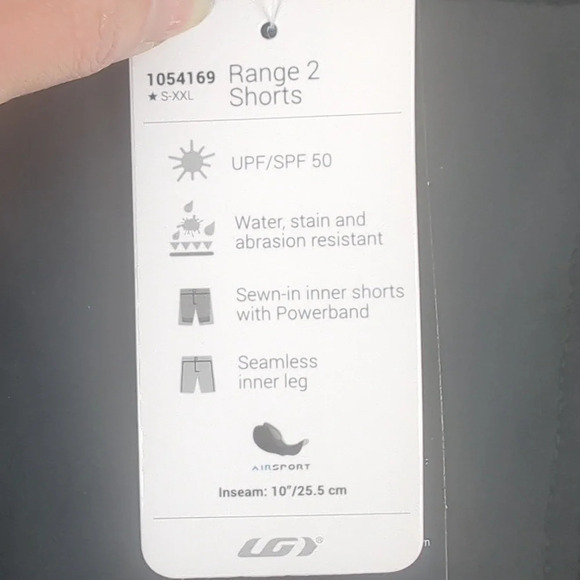 1054169 Range 2
★ S-XXL Shorts
UPF/SPF 50
Water, stain and
abrasion resistant
Sewn-in inner shorts
with Powerband
Seamless
inner leg
AIRSPORT
Inseam: 10"/25.5 cm
LG